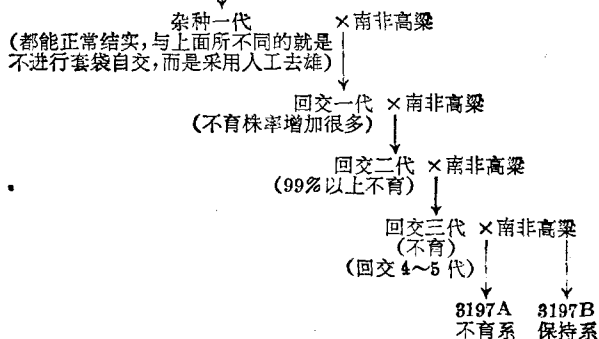 杂种一代 ×南非高粱
(都能正常结实,与上面所不同的就是
不进行套袋自交,而是采用人工去雄)
回交一代 ×南非高粱
(不育株率增加很多)
回交二代 ×南非高粱
(99%以上不育)
回交三代 ×南非高粱
(不育)
(回交4～5代)
3197A 3197B
不育系 保持系